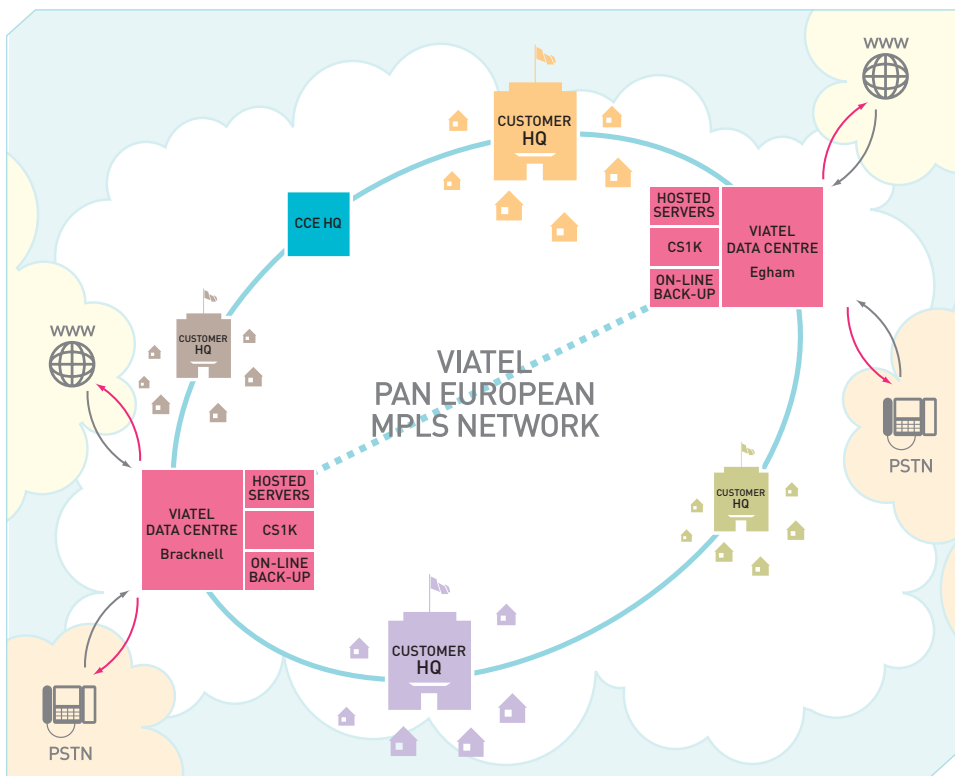 WWW
CUSTOMER
HQ
HOSTED
SERVERS
CS1K
ON-LINE
BACK-UP
VIATEL
DATA CENTRE
Egham
CCE HQ
CUSTOMER
HQ
WWW
VIATEL
PAN EUROPEAN
MPLS NETWORK
PSTN
CUSTOMER
HQ
VIATEL
DATA CENTRE
Bracknell
HOSTED
SERVERS
CS1K
ON-LINE
BACK-UP
CUSTOMER
HQ
PSTN